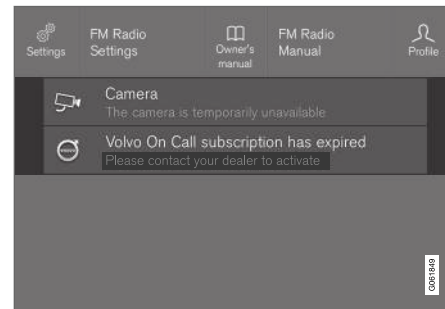 Settings
FM Radio
Settings
Owner's
manual
FM Radio
Manual
Profile
Camera
The camera is temporarily unavailable
Volvo On Call subscription has expired
Please contact your dealer to activate
G061849